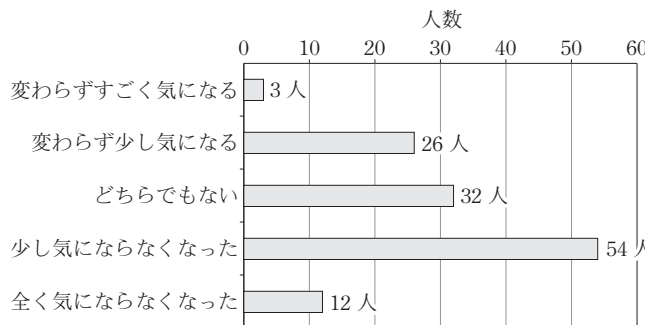 人数
0 10 20 30 40 50 60
変わらずすごく気になる 3 人
変わらず少し気になる 26 人
どちらでもない 32 人
少し気にならなくなった 54 人
全く気にならなくなった 12 人